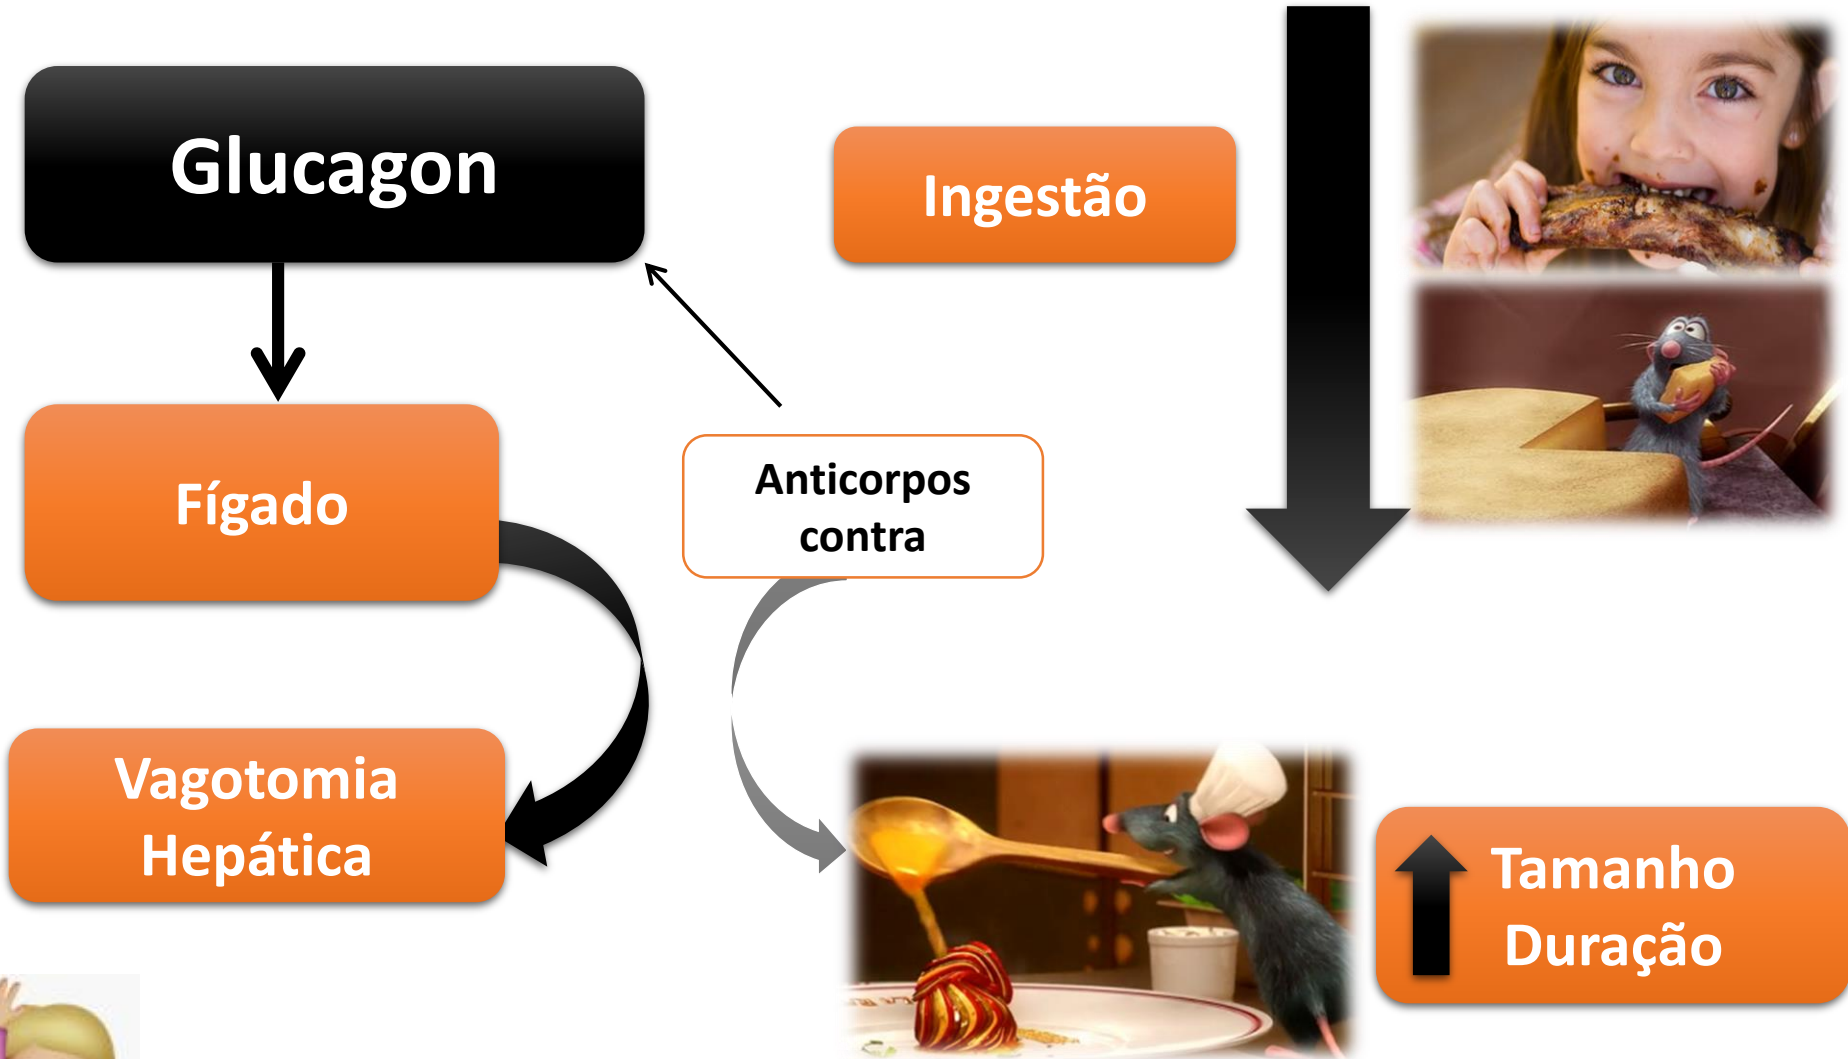 Glucagon
Ingestão
Fígado
Anticorpos
contra
Vagotomia
Hepática
Tamanho
Duração